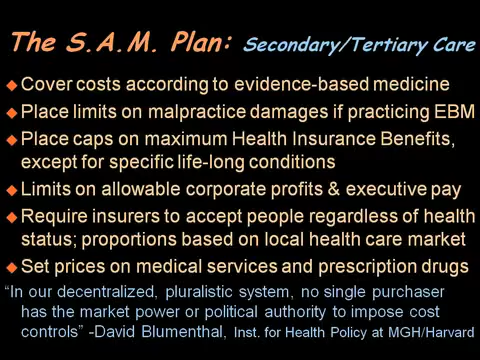 The S.A.M. Plan: Secondary/Tertiary Care
◆Cover costs according to evidence-based medicine
◆Place limits on malpractice damages if practicing EBM
◆Place caps on maximum Health Insurance Benefits,
except for specific life-long conditions
◆Limits on allowable corporate profits & executive pay
◆Require insurers to accept people regardless of health
status; proportions based on local health care market
◆Set prices on medical services and prescription drugs
“In our decentralized, pluralistic system, no single purchaser
has the market power or political authority to impose cost
controls” -David Blumenthal, Inst. for Health Policy at MGH/Harvard